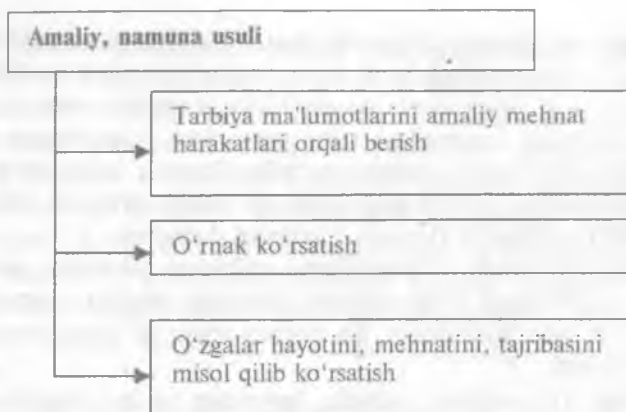 Amaliy, namuna usuli
Tarbiya ma'lumotlarini amaliy mehnat
harakatlari orqali berish
O‘rnak ko‘rsatish
O‘zgalar hayotini, mehnatini, tajribasini
misol qilib ko‘rsatish